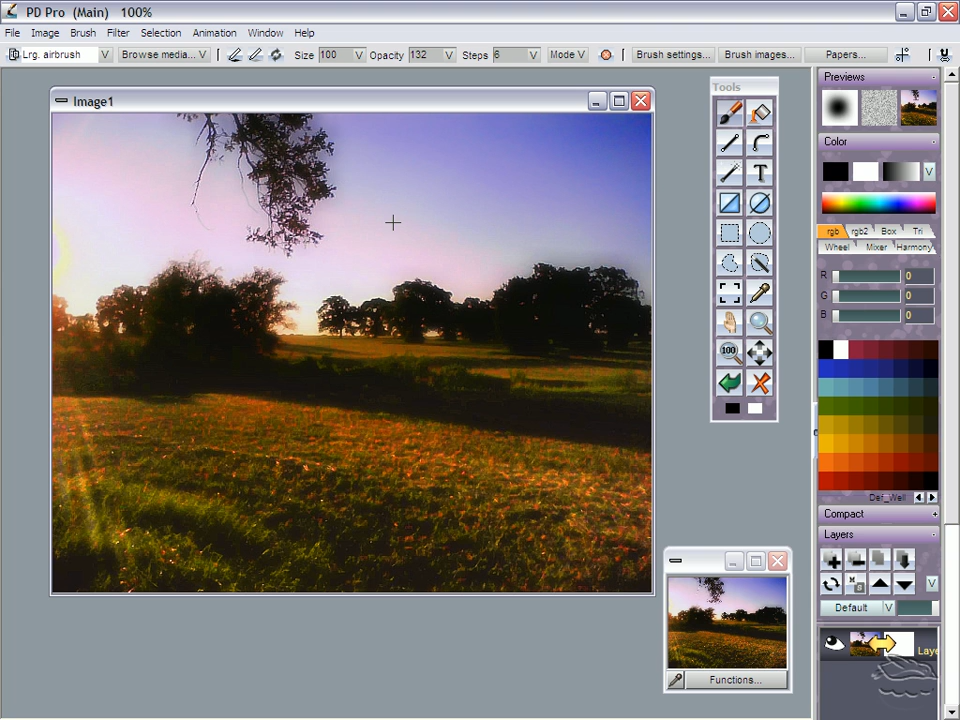 PD Pro (Main) 100%
File Image Brush Filter Selection Animation Window Help
Lrg. airbrush V Browse media... V Size 100 V Opacity 132 V Steps 6 V Mode V Brush settings... Brush images... Papers...
Image1
Tools
T
100
Functions...
Previews
Color
V
rgb rgb2 Box Tri
Wheel Mixer Harmony
R 0
G 0
B 0
Def_Well
Compact +
Layers
V
Default V
Laye